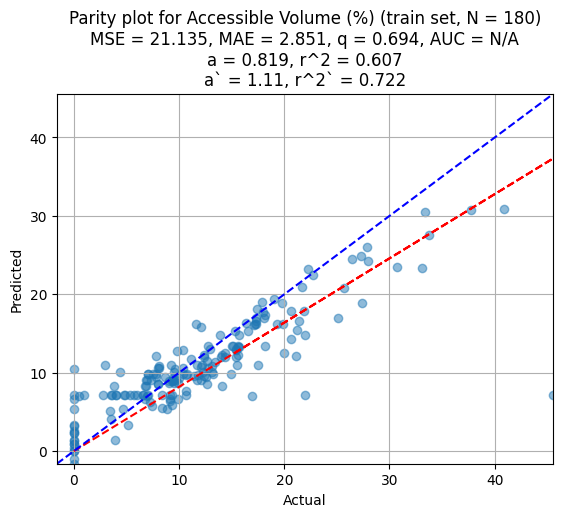 Parity plot for Accessible Volume (%) (train set, N = 180)
MSE = 21.135, MAE = 2.851, q = 0.694, AUC = N/A
a = 0.819, r^2 = 0.607
a` = 1.11, r^2` = 0.722
40
30
20
10
0
Predicted
0 10 20 30 40
Actual